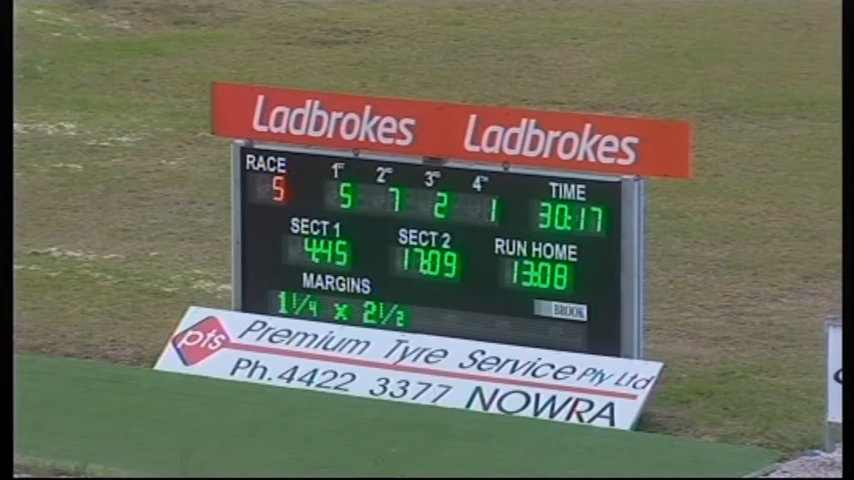 Ladbrokes Ladbrokes
RACE 1ST 2ND 3RD 4TH TIME
5 5 7 2 1 30:17
SECT 1 SECT 2 RUN HOME
4:45 17:09 13:08
MARGINS
1 1/4 x 2 1/2
BROOK
pts Premium Tyre Service Pty Ltd
Ph. 4422 3377 NOWRA